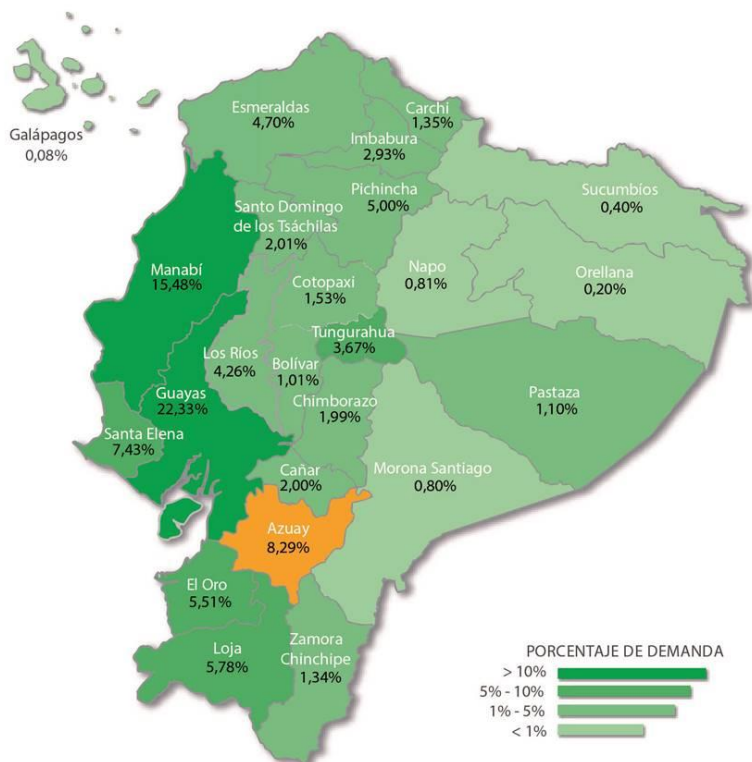 Esmeraldas
4,70%
Carchi
1,35%
Imbabura
2,93%
Galápagos
0,08%
Pichincha
5,00%
Sucumbíos
0,40%
Santo Domingo
de los Tsáchilas
2,01%
Manabí
15,48%
Cotopaxi
1,53%
Napo
0,81%
Orellana
0,20%
Tungurahua
3,67%
Los Ríos
4,26%
Bolívar
1,01%
Guayas
22,33%
Chimborazo
1,99%
Pastaza
1,10%
Santa Elena
7,43%
Cañar
2,00%
Morona Santiago
0,80%
Azuay
8,29%
El Oro
5,51%
Loja
5,78%
Zamora
Chinchipe
1,34%
PORCENTAJE DE DEMANDA
> 10%
5% - 10%
1% - 5%
< 1%